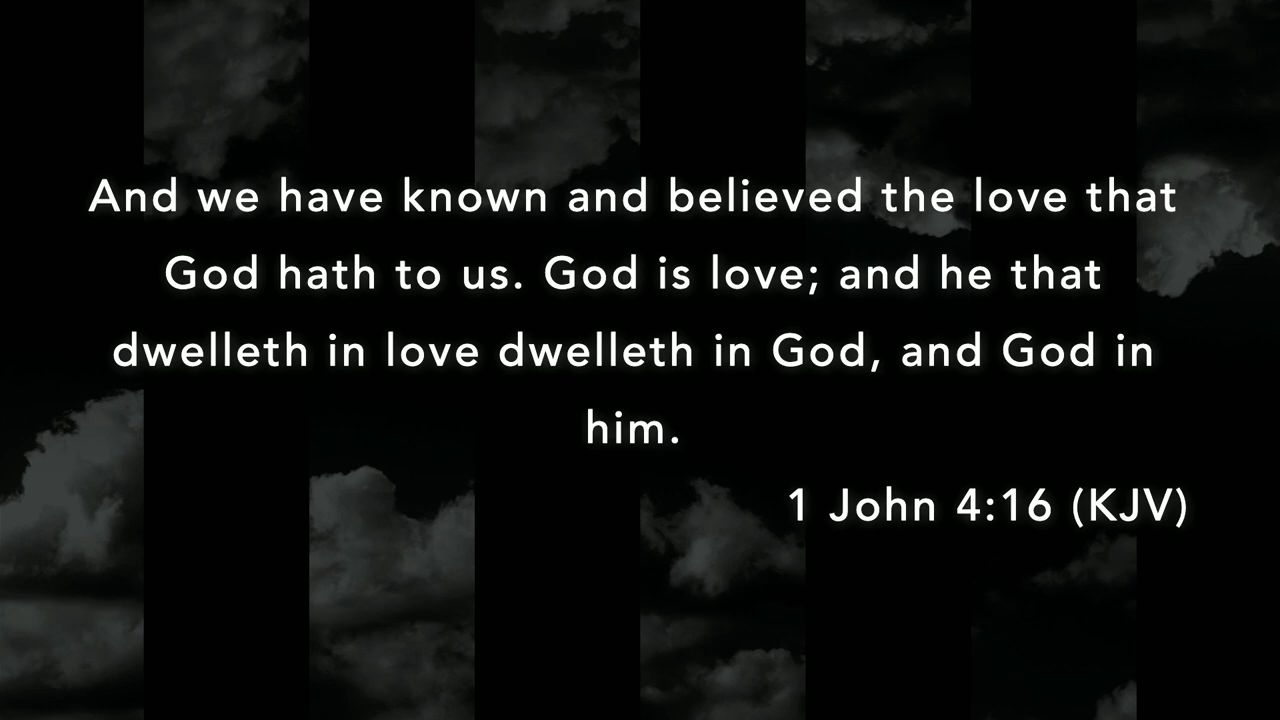 And we have known and believed the love that
God hath to us. God is love; and he that
dwelleth in love dwelleth in God, and God in
him.
1 John 4:16 (KJV)